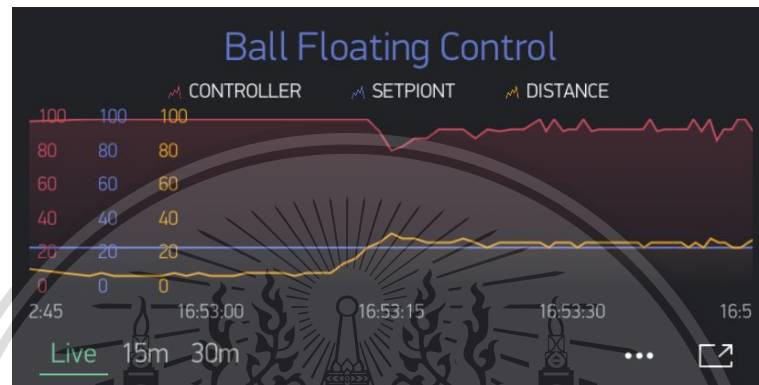 Ball Floating Control
CONTROLLER SETPIONT DISTANCE
100 100 100
80 80 80
60 60 60
40 40 40
20 20 20
0 0 0
2:45 16:53:00 16:53:15 16:53:30 16:5
Live 15m 30m